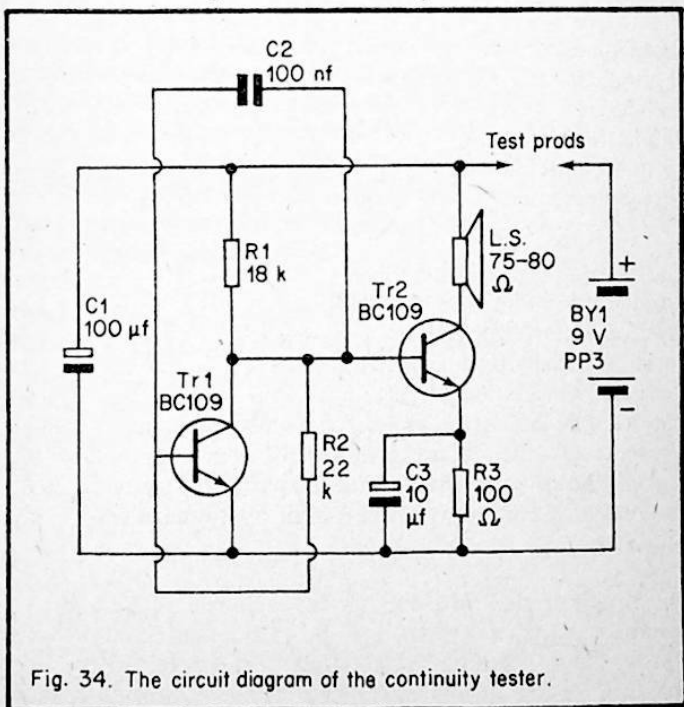 C2
100 nf
Test prods
R1
18 k
L.S.
75-80
Ω
Tr2
BC109
+
BY1
9 V
PP3
-
C1
100 µf
Tr1
BC109
R2
22
k
C3
10
µf
R3
100
Ω
Fig. 34. The circuit diagram of the continuity tester.